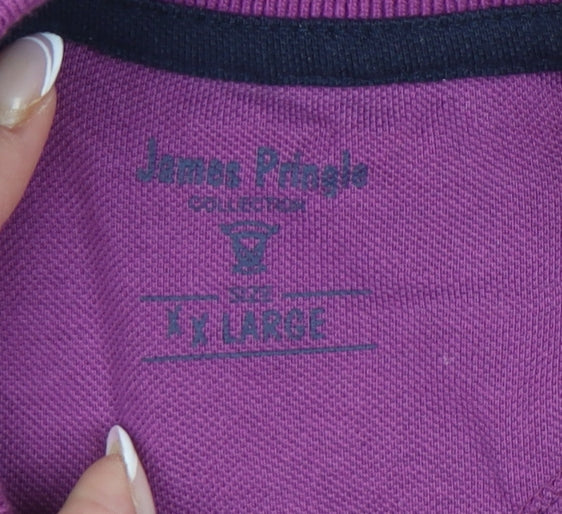 James Pringle
COLLECTION
SIZE
X X LARGE